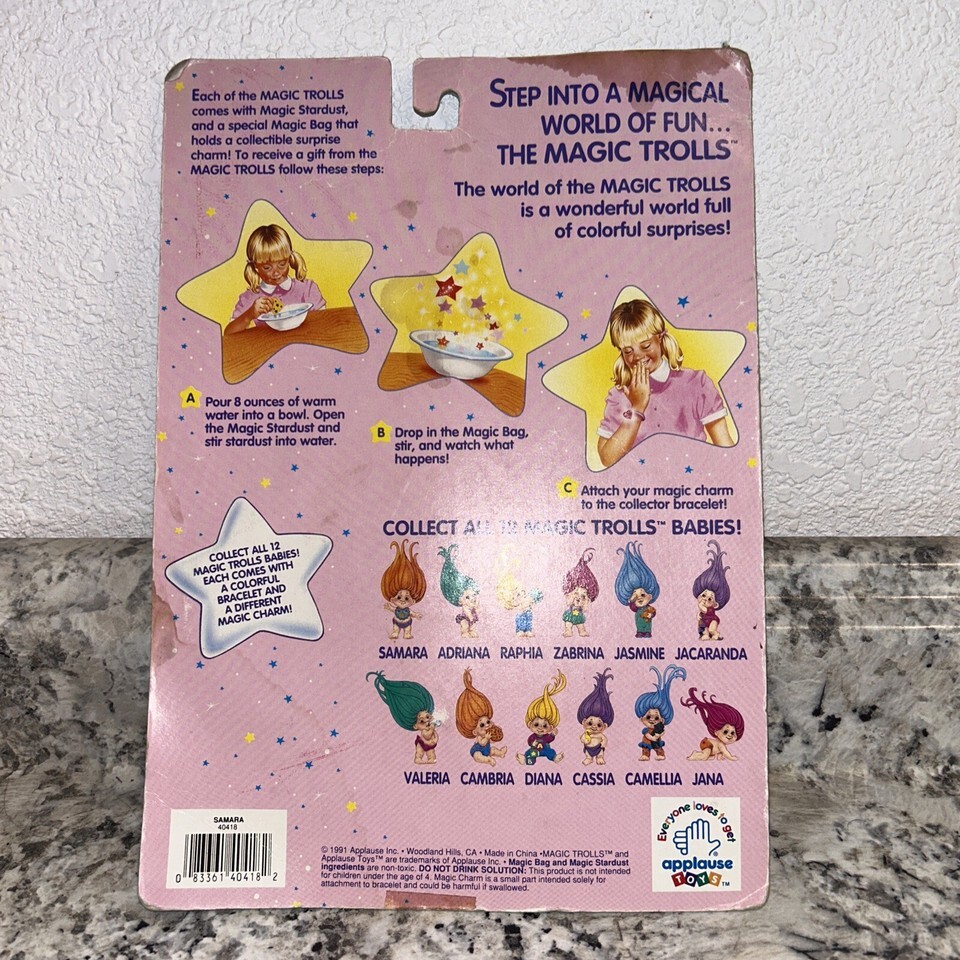 Each of the MAGIC TROLLS
comes with Magic Stardust,
and a special Magic Bag that
holds a collectible surprise
charm! To receive a gift from the
MAGIC TROLLS follow these steps:
STEP INTO A MAGICAL
WORLD OF FUN...
THE MAGIC TROLLS™
The world of the MAGIC TROLLS
is a wonderful world full
of colorful surprises!
A Pour 8 ounces of warm
water into a bowl. Open
the Magic Stardust and
stir stardust into water.
B Drop in the Magic Bag,
stir, and watch what
happens!
C Attach your magic charm
to the collector bracelet!
COLLECT ALL 12
MAGIC TROLLS BABIES!
EACH COMES WITH
A COLORFUL
BRACELET AND
A DIFFERENT
MAGIC CHARM!
COLLECT ALL 12 MAGIC TROLLS™ BABIES!
SAMARA ADRIANA RAPHIA ZABRINA JASMINE JACARANDA
VALERIA CAMBRIA DIANA CASSIA CAMELLIA JANA
SAMARA
40418
0 83361 40418 2
© 1991 Applause Inc. • Woodland Hills, CA • Made in China •MAGIC TROLLS™ and
Applause Toys™ are trademarks of Applause Inc. • Magic Bag and Magic Stardust
ingredients are non-toxic. DO NOT DRINK SOLUTION: This product is not intended
for children under the age of 4. Magic Charm is a small part intended solely for
attachment to bracelet and could be harmful if swallowed.
Everyone loves to get
®
applause
TOYS™